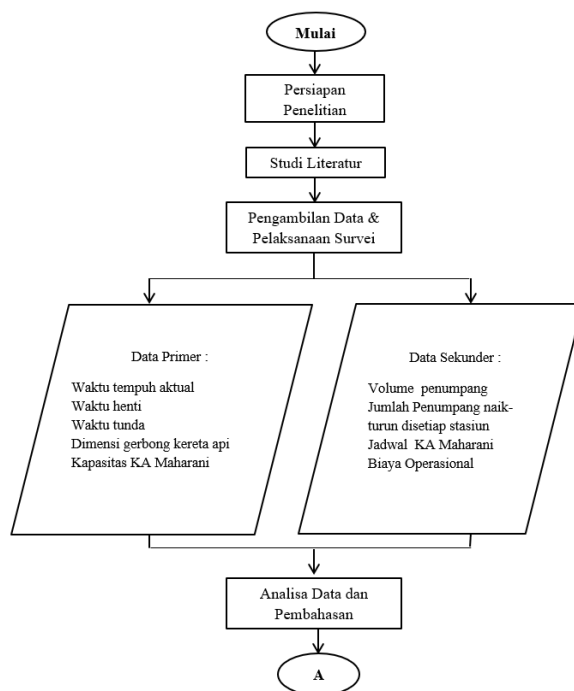 Mulai
Persiapan
Penelitian
Studi Literatur
Pengambilan Data &
Pelaksanaan Survei
Data Primer :
Waktu tempuh aktual
Waktu henti
Waktu tunda
Dimensi gerbong kereta api
Kapasitas KA Maharani
Data Sekunder :
Volume penumpang
Jumlah Penumpang naik-
turun disetiap stasiun
Jadwal KA Maharani
Biaya Operasional
Analisa Data dan
Pembahasan
A